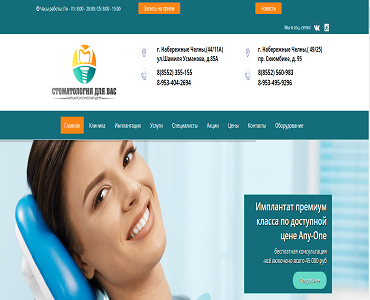 Часы работы: Пн - Пт: 8:00 - 20:00 Сб: 8:00 - 15:00
Запись на приём
Новости
Мы в соц сетях:
СТОМАТОЛОГИЯ ДЛЯ ВАС
г. Набережные Челны,(44/11А)
ул.Шамиля Усманова, д.85А
8(8552) 355-155
8-953-404-2694
г. Набережные Челны,( 49/25)
пр. Сююмбике, д. 95
8(8552) 560-983
8-953-495-9296
Главная
Клиника
Имплантация
Услуги
Специалисты
Акции
Цены
Контакты
Оборудование
Имплантат премиум
класса по доступной
цене Any-One
бесплатная консультация
-всё включено всего 45 000 руб
Подробнее